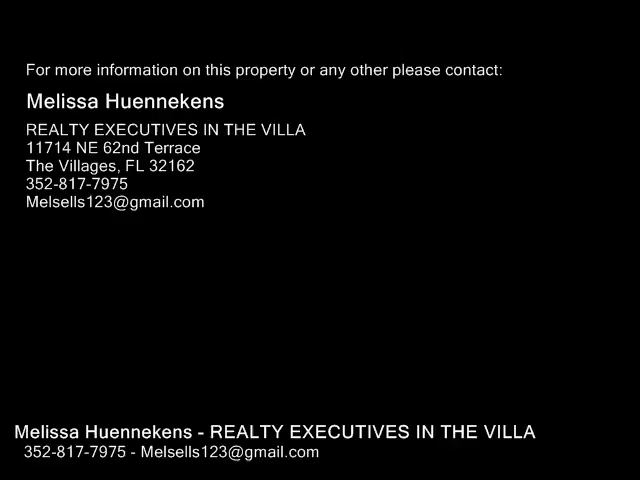 For more information on this property or any other please contact:
Melissa Huennekens
REALTY EXECUTIVES IN THE VILLA
11714 NE 62nd Terrace
The Villages, FL 32162
352-817-7975
Melsells123@gmail.com
Melissa Huennekens - REALTY EXECUTIVES IN THE VILLA
352-817-7975 - Melsells123@gmail.com